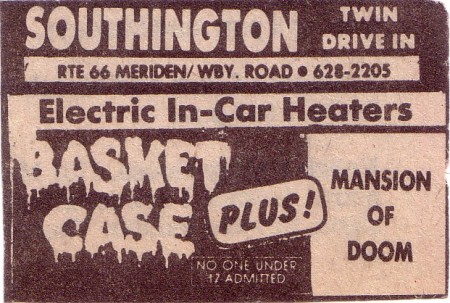 SOUTHINGTON
TWIN
DRIVE IN
RTE 66 MERIDEN/WBY. ROAD • 628-2205
Electric In-Car Heaters
BASKET
CASE
PLUS!
MANSION
OF
DOOM
NO ONE UNDER
17 ADMITTED